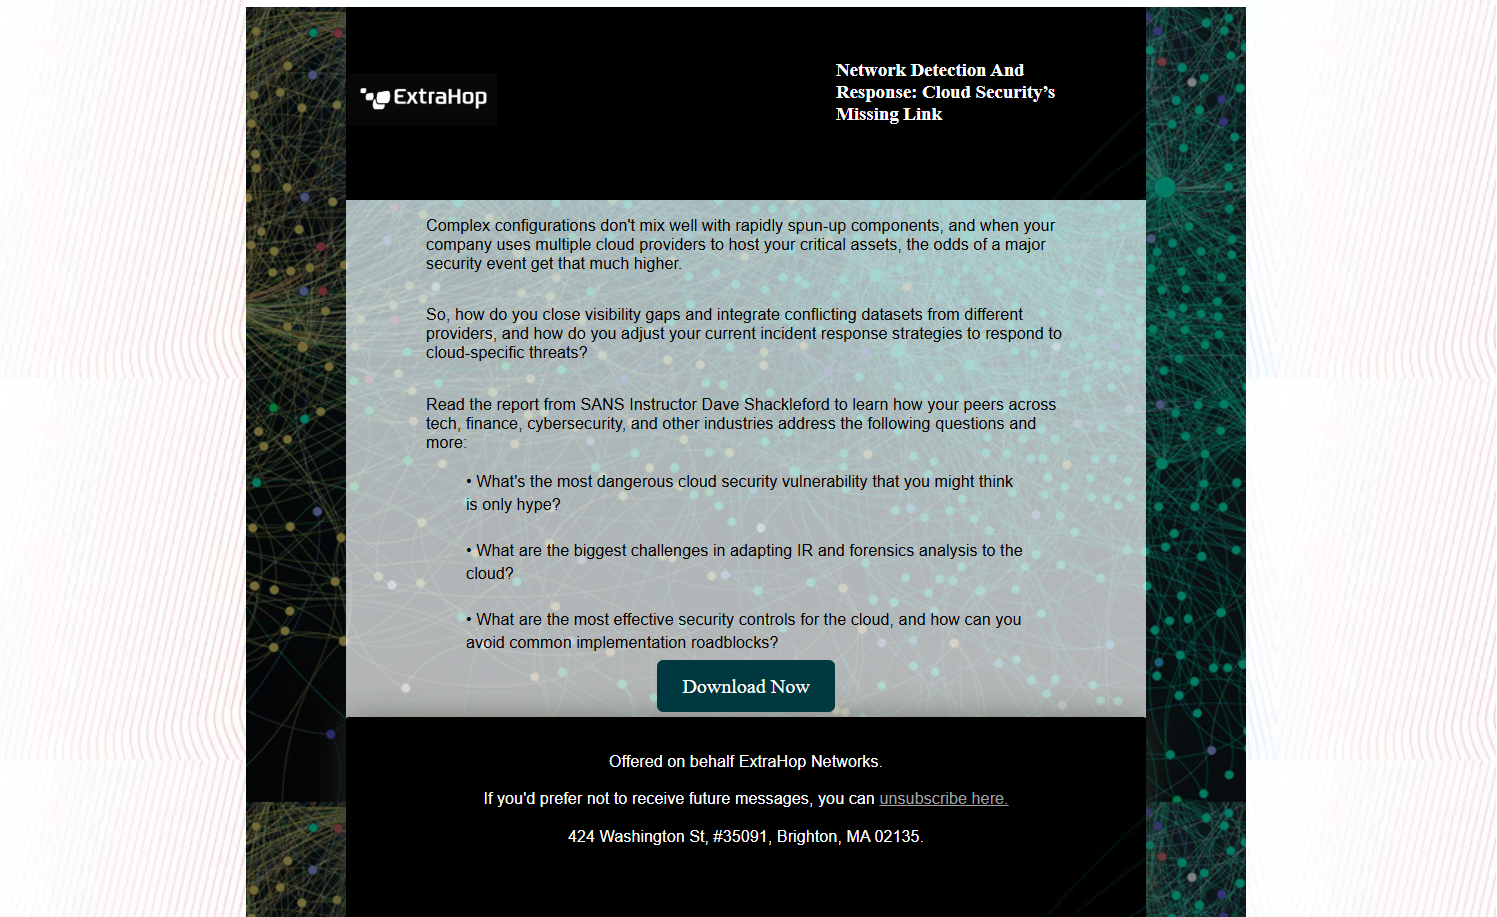 ExtraHop
Network Detection And
Response: Cloud Security’s
Missing Link
Complex configurations don't mix well with rapidly spun-up components, and when your
company uses multiple cloud providers to host your critical assets, the odds of a major
security event get that much higher.
So, how do you close visibility gaps and integrate conflicting datasets from different
providers, and how do you adjust your current incident response strategies to respond to
cloud-specific threats?
Read the report from SANS Instructor Dave Shackleford to learn how your peers across
tech, finance, cybersecurity, and other industries address the following questions and
more:
• What's the most dangerous cloud security vulnerability that you might think
is only hype?
• What are the biggest challenges in adapting IR and forensics analysis to the
cloud?
• What are the most effective security controls for the cloud, and how can you
avoid common implementation roadblocks?
Download Now
Offered on behalf ExtraHop Networks.
If you'd prefer not to receive future messages, you can unsubscribe here.
424 Washington St, #35091, Brighton, MA 02135.